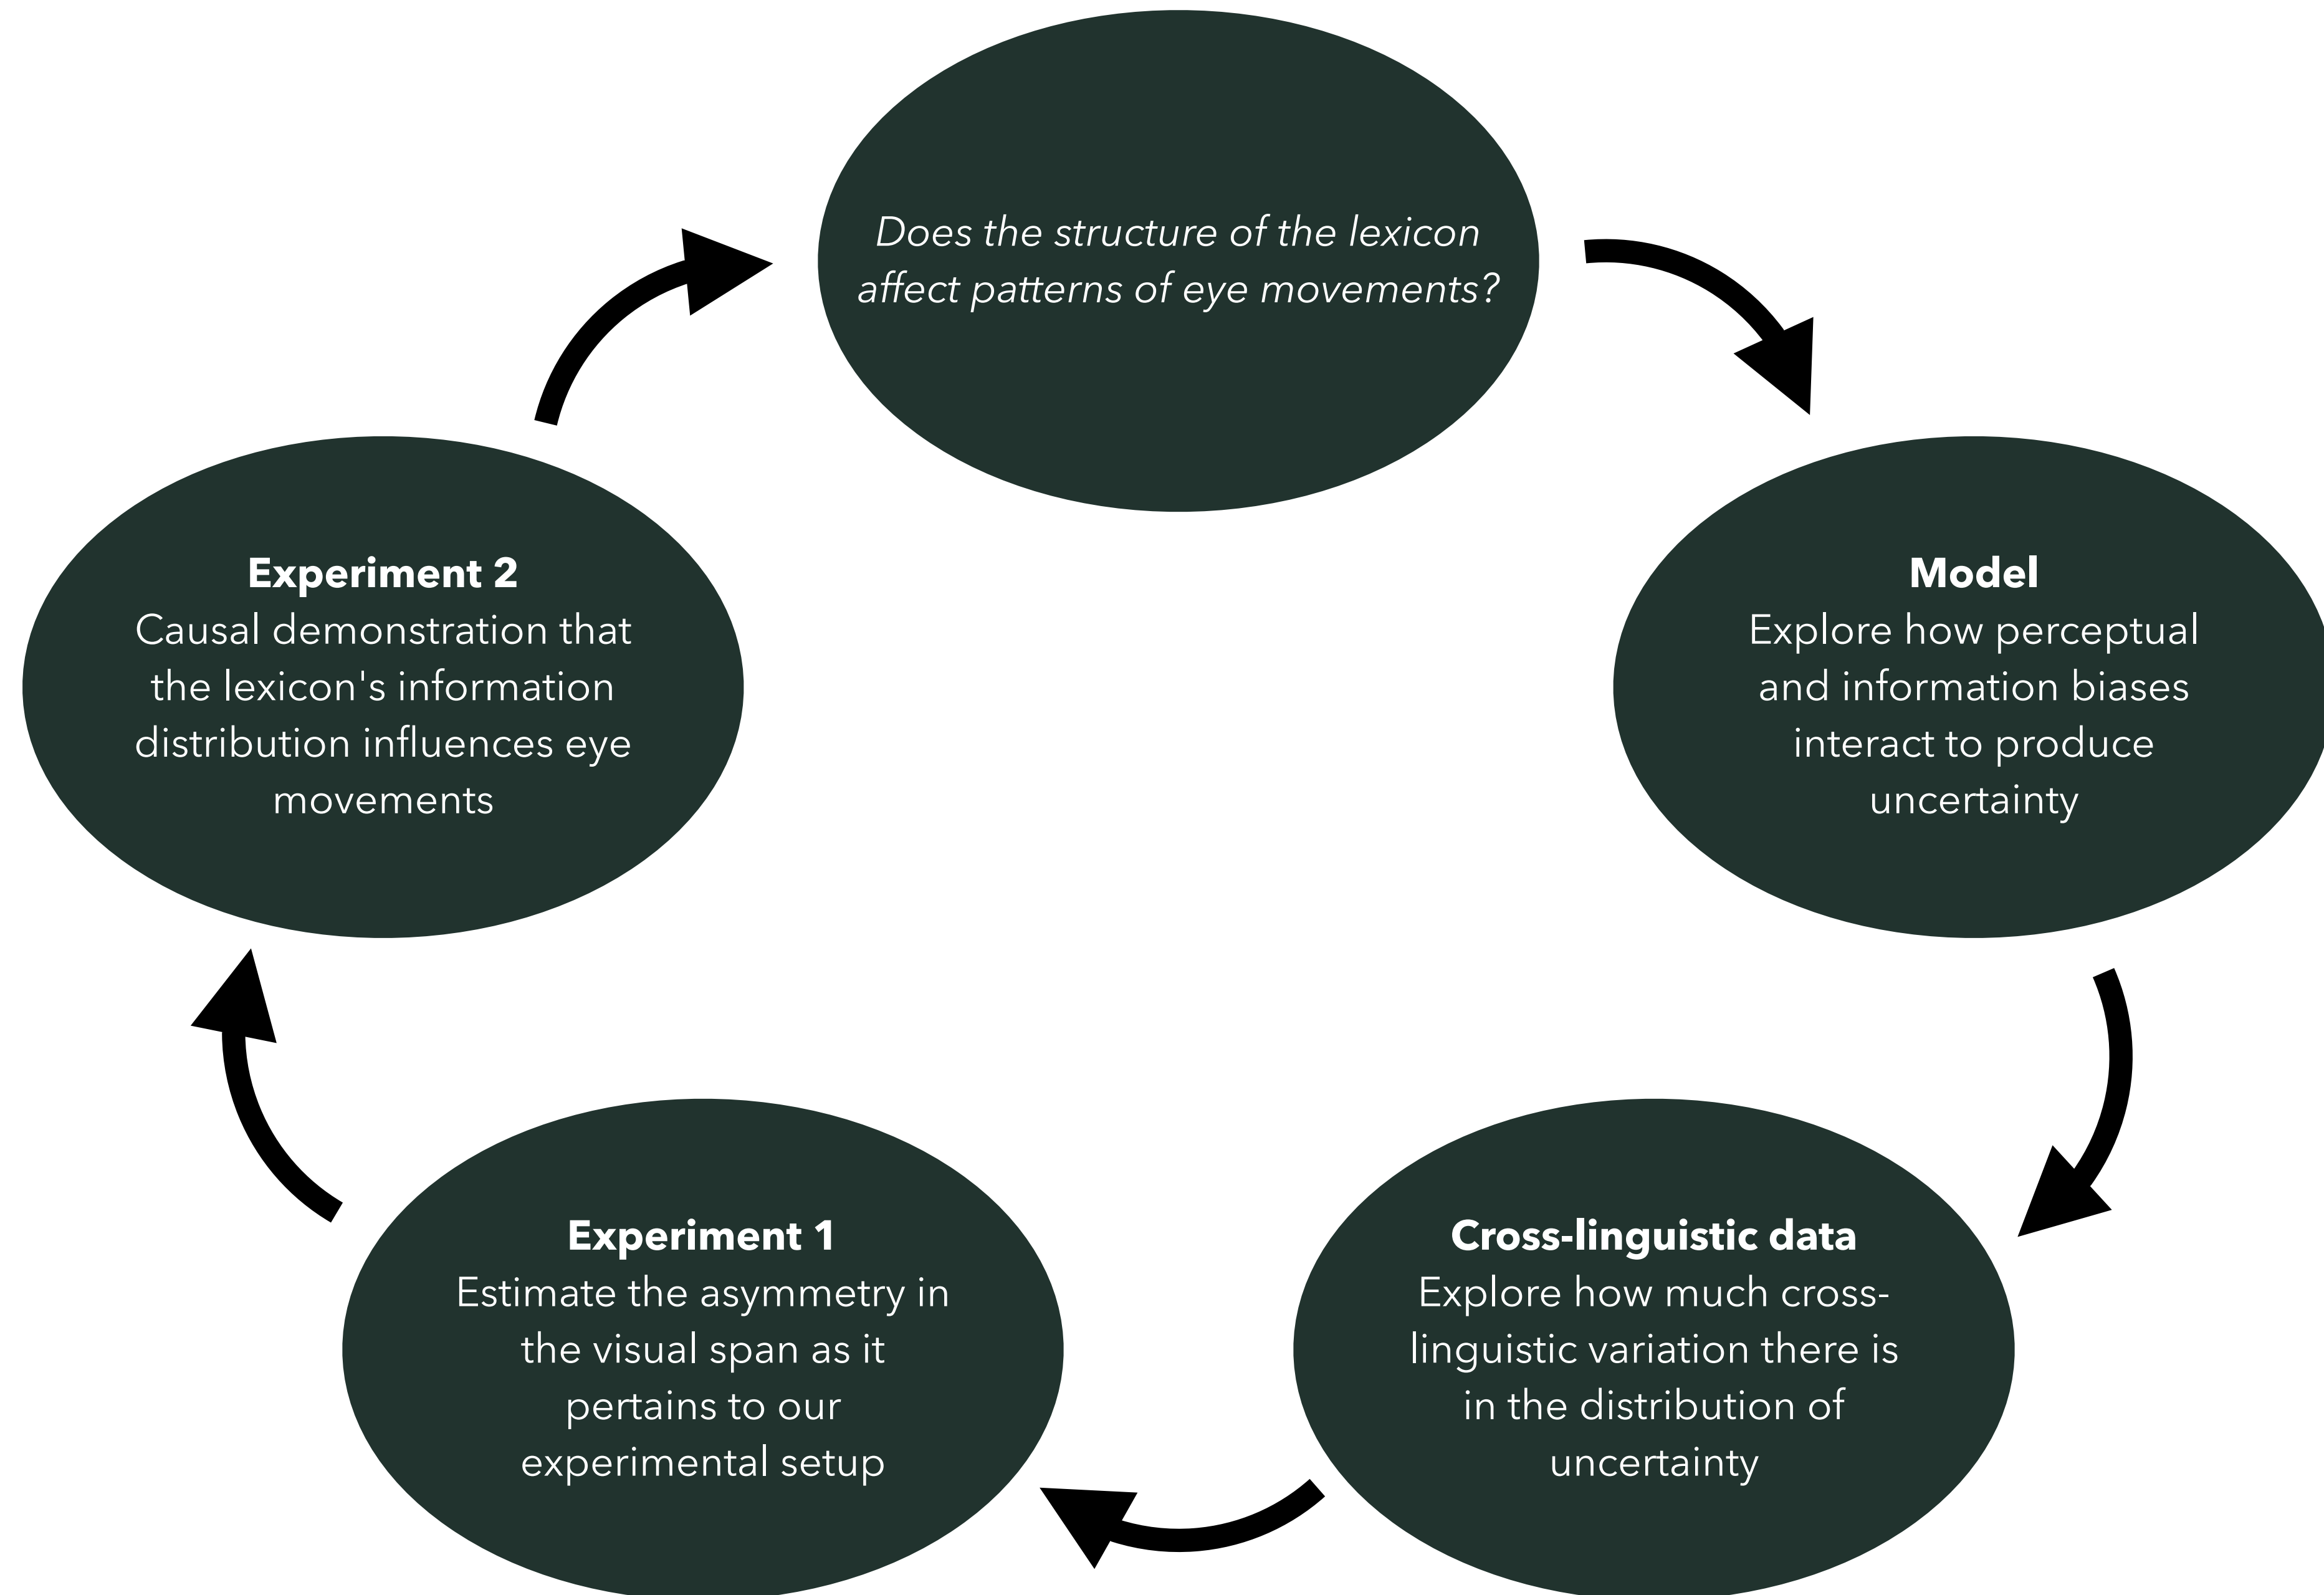 Does the structure of the lexicon
affect patterns of eye movements?
Model
Explore how perceptual
and information biases
interact to produce
uncertainty
Cross-linguistic data
Explore how much cross-
linguistic variation there is
in the distribution of
uncertainty
Experiment 1
Estimate the asymmetry in
the visual span as it
pertains to our
experimental setup
Experiment 2
Causal demonstration that
the lexicon's information
distribution influences eye
movements